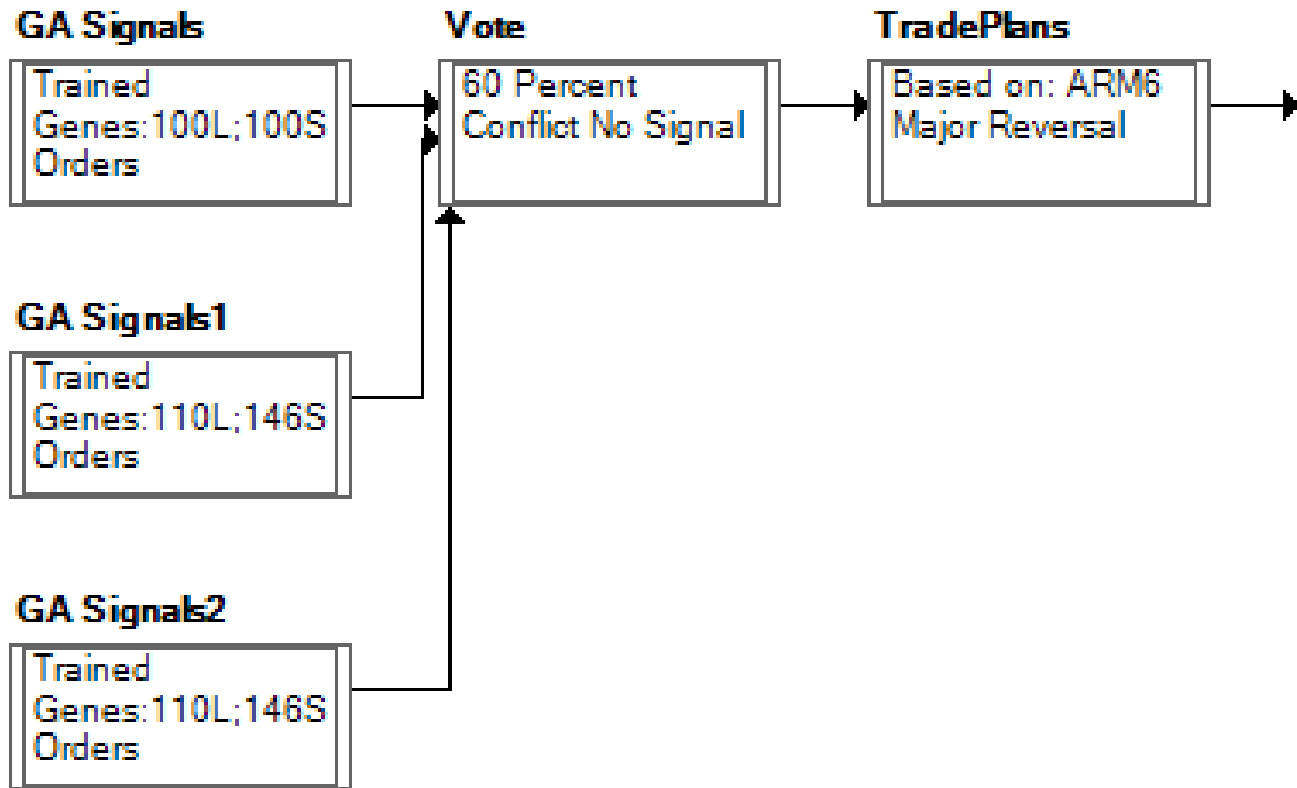 GA Signals
Trained
Genes:100L;100S
Orders
Vote
60 Percent
Conflict No Signal
TradePlans
Based on: ARM6
Major Reversal
GA Signals1
Trained
Genes:110L;146S
Orders
GA Signals2
Trained
Genes:110L;146S
Orders